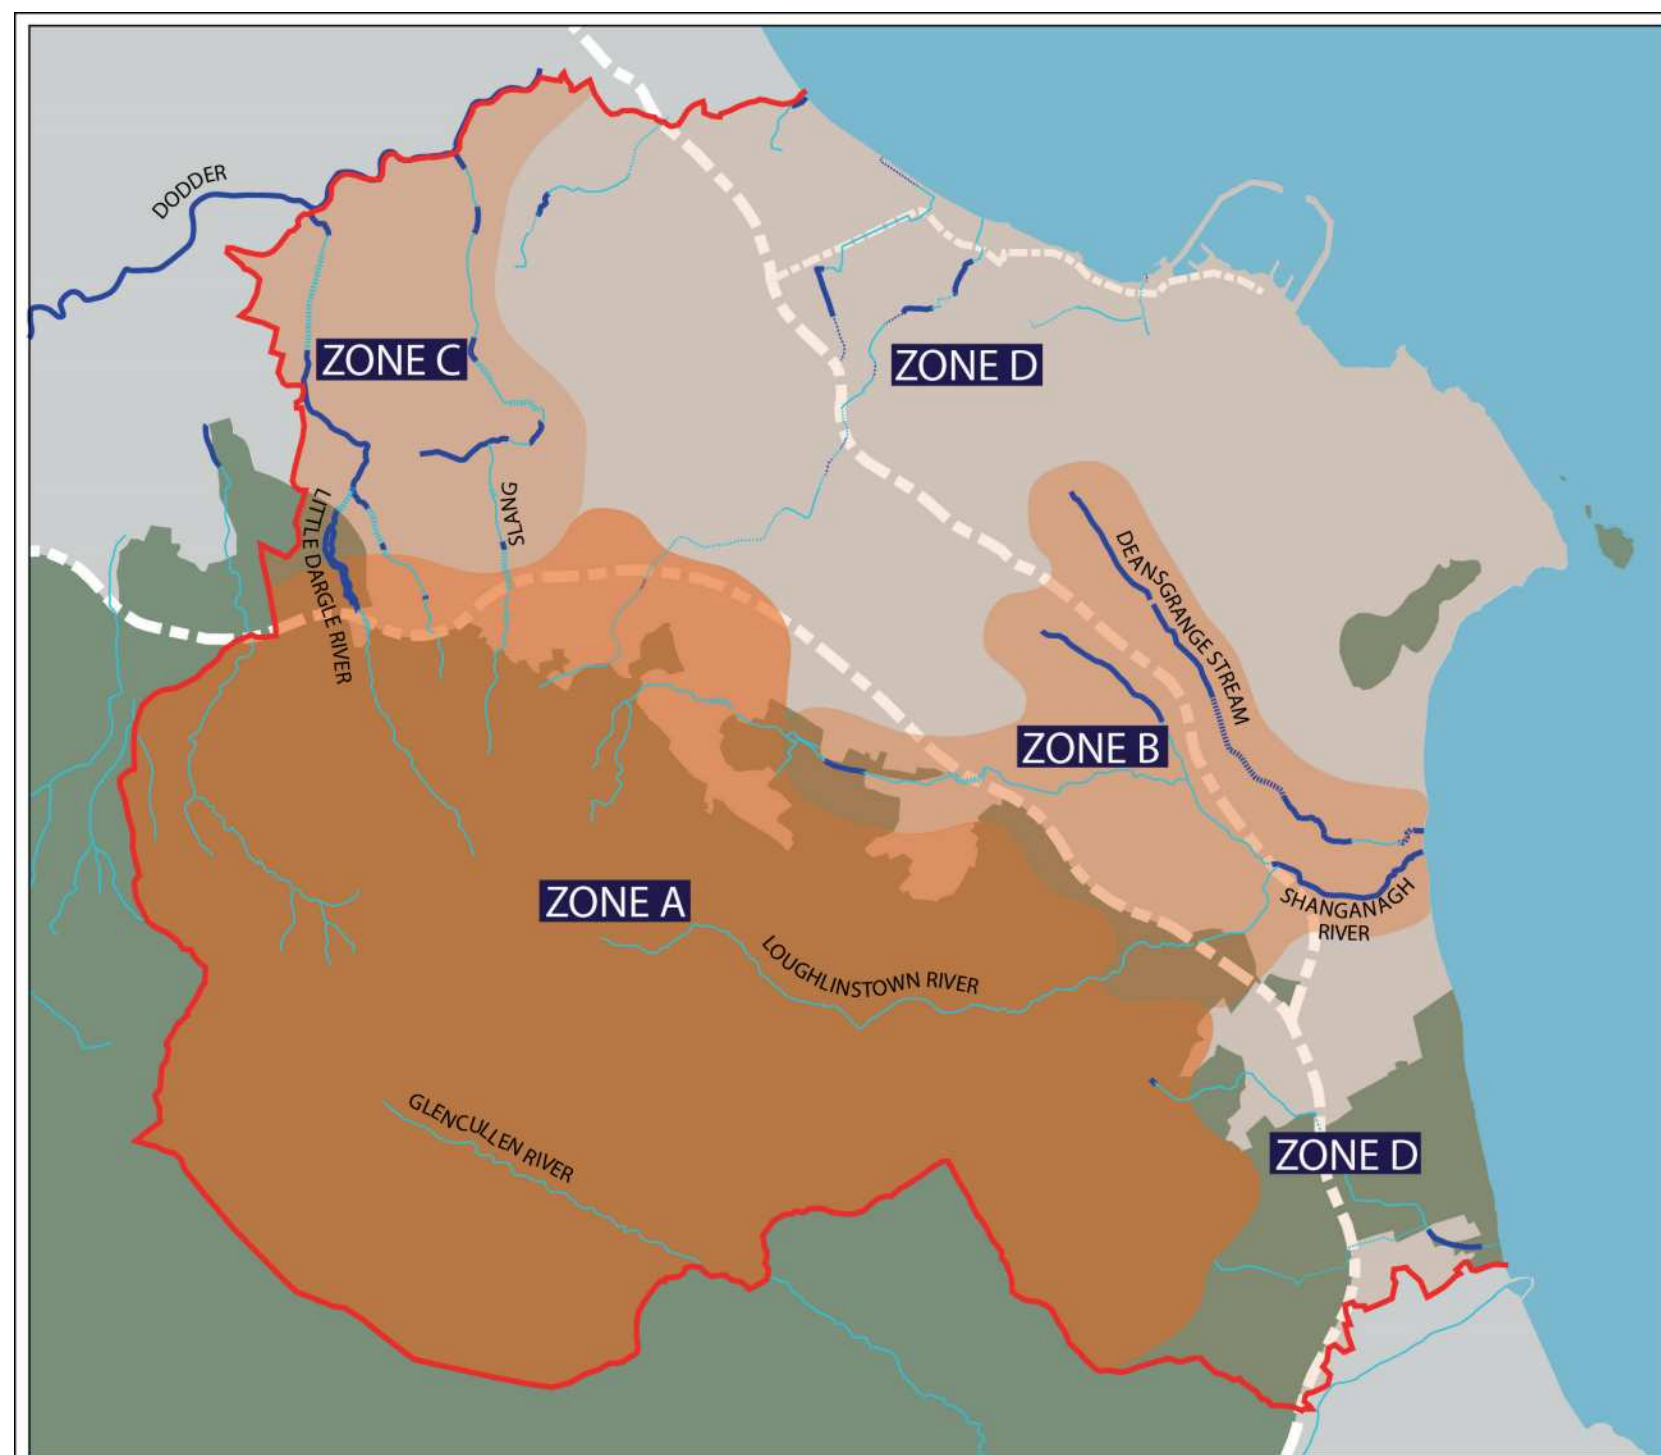 DODDER
ZONE C
ZONE D
LITTLE DARGLE RIVER
SLANG
DEANSGRANGE STREAM
ZONE B
ZONE A
SHANGANAGH
RIVER
LOUGHLINSTOWN RIVER
GLENCULLEN RIVER
ZONE D